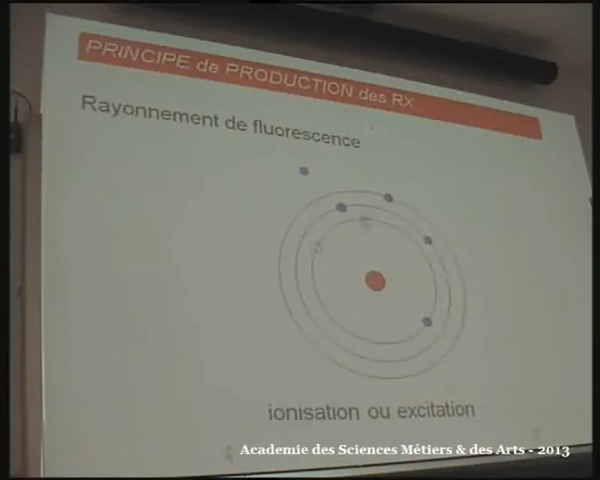 PRINCIPE de PRODUCTION des RX
Rayonnement de fluorescence
ionisation ou excitation
Academie des Sciences Métiers & des Arts - 2013